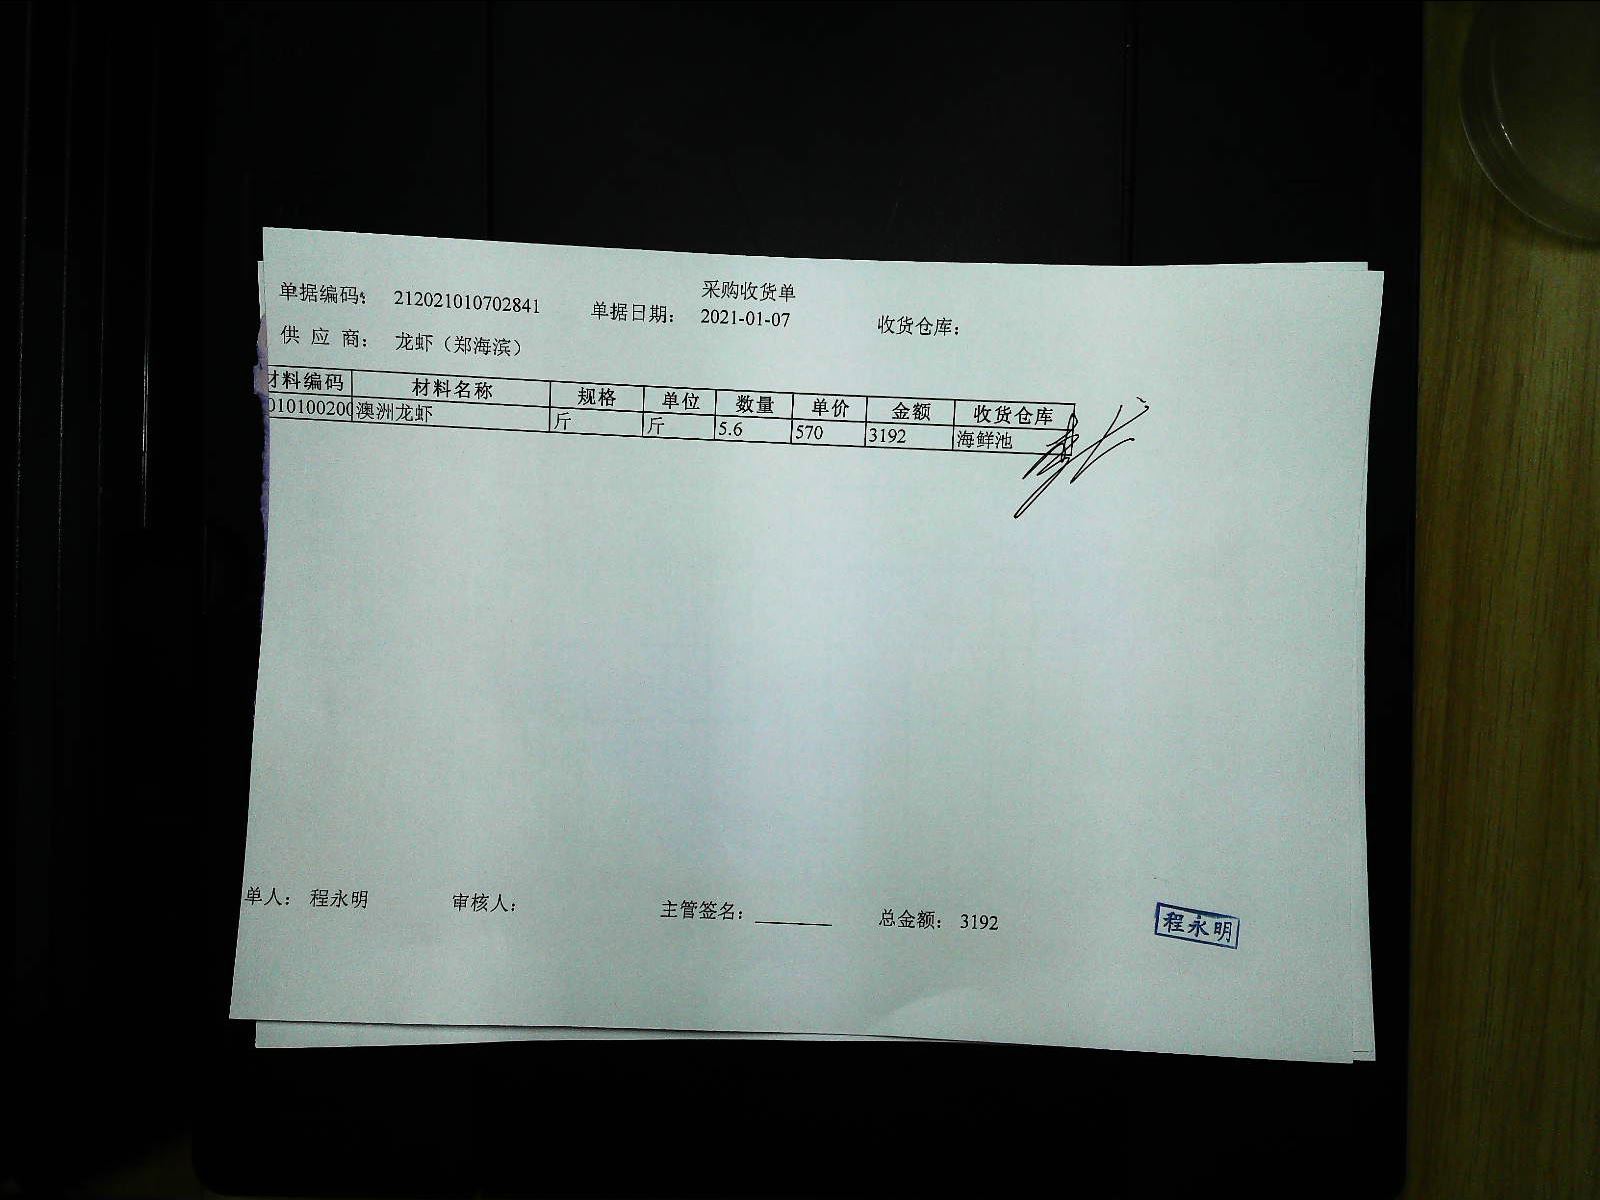 采购收货单
单据编码： 212021010702841 单据日期： 2021-01-07 收货仓库：
供 应 商： 龙虾（郑海滨）
材料编码 材料名称 规格 单位 数量 单价 金额 收货仓库
010100200 澳洲龙虾 斤 斤 5.6 570 3192 海鲜池
单人： 程永明 审核人： 主管签名： 总金额： 3192
程永明